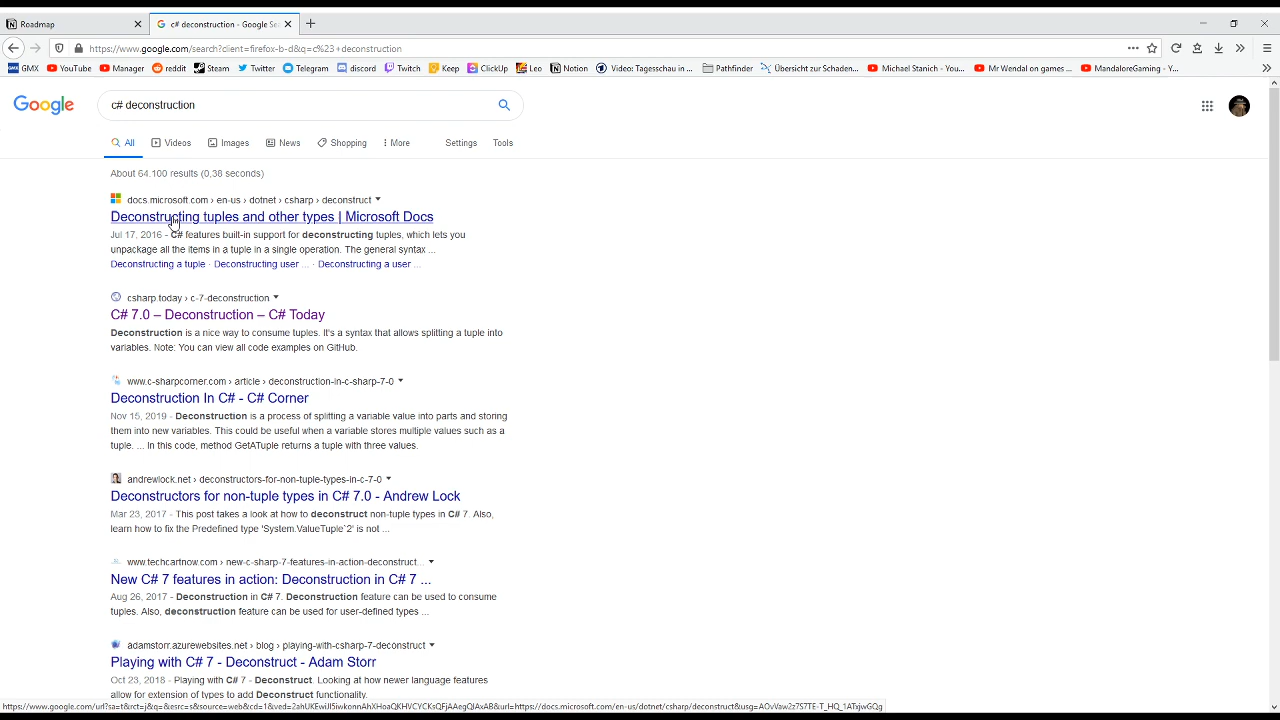 Roadmap
c# deconstruction - Google Sea
https://www.google.com/search?client=firefox-b-d&q=c%23+deconstruction
GMX YouTube Manager reddit Steam Twitter Telegram discord Twitch Keep ClickUp Notion Video: Tagesschau in ... Pathfinder Übersicht zu Schaden... Michael Stanich - You... Mr Wendal on games ... MandaloreGaming - Y...
Google
c# deconstruction
All Videos Images News Shopping More Settings Tools
About 64.100 results (0,38 seconds)
docs.microsoft.com › en-us › dotnet › csharp › deconstruct
Deconstructing tuples and other types | Microsoft Docs
Jul 17, 2016 - C# features built-in support for deconstructing tuples, which lets you
unpackage all the items in a tuple in a single operation. The general syntax ...
Deconstructing a tuple · Deconstructing user ... · Deconstructing a user ...
csharp.today › c-7-deconstruction
C# 7.0 – Deconstruction – C# Today
Deconstruction is a nice way to consume tuples. It's a syntax that allows splitting a tuple into
variables. Note: You can view all code examples on GitHub.
www.c-sharpcorner.com › article › deconstruction-in-c-sharp-7-0
Deconstruction In C# - C# Corner
Nov 15, 2019 - Deconstruction is a process of splitting a variable value into parts and storing
them into new variables. This could be useful when a variable stores multiple values such as a
tuple. ... In this code, method GetATuple returns a tuple with three values.
andrewlock.net › deconstructors-for-non-tuple-types-in-c-7-0
Deconstructors for non-tuple types in C# 7.0 - Andrew Lock
Mar 23, 2017 - This post takes a look at how to deconstruct non-tuple types in C# 7. Also,
learn how to fix the Predefined type 'System.ValueTuple`2' is not ...
www.techcartnow.com › new-c-sharp-7-features-in-action-deconstruct...
New C# 7 features in action: Deconstruction in C# 7 ...
Aug 26, 2017 - Deconstruction in C# 7. Deconstruction feature can be used to consume
tuples. Also, deconstruction feature can be used for user-defined types ...
adamstorr.azurewebsites.net › blog › playing-with-csharp-7-deconstruct
Playing with C# 7 - Deconstruct - Adam Storr
Oct 23, 2018 - Playing with C# 7 - Deconstruct. Looking at how newer language features
allow for extension of types to add Deconstruct functionality.